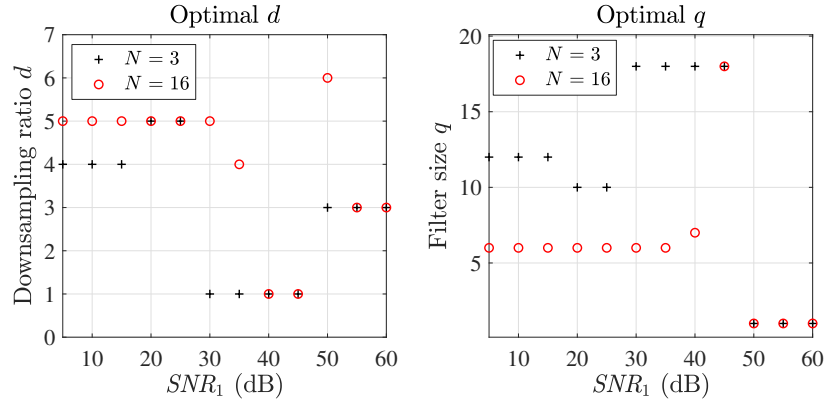 Optimal d
7
6
5
4
3
2
1
0
Downsampling ratio d
N = 3
N = 16
10
20
30
40
50
60
SNR₁ (dB)
Optimal q
20
15
10
5
Filter size q
N = 3
N = 16
10
20
30
40
50
60
SNR₁ (dB)